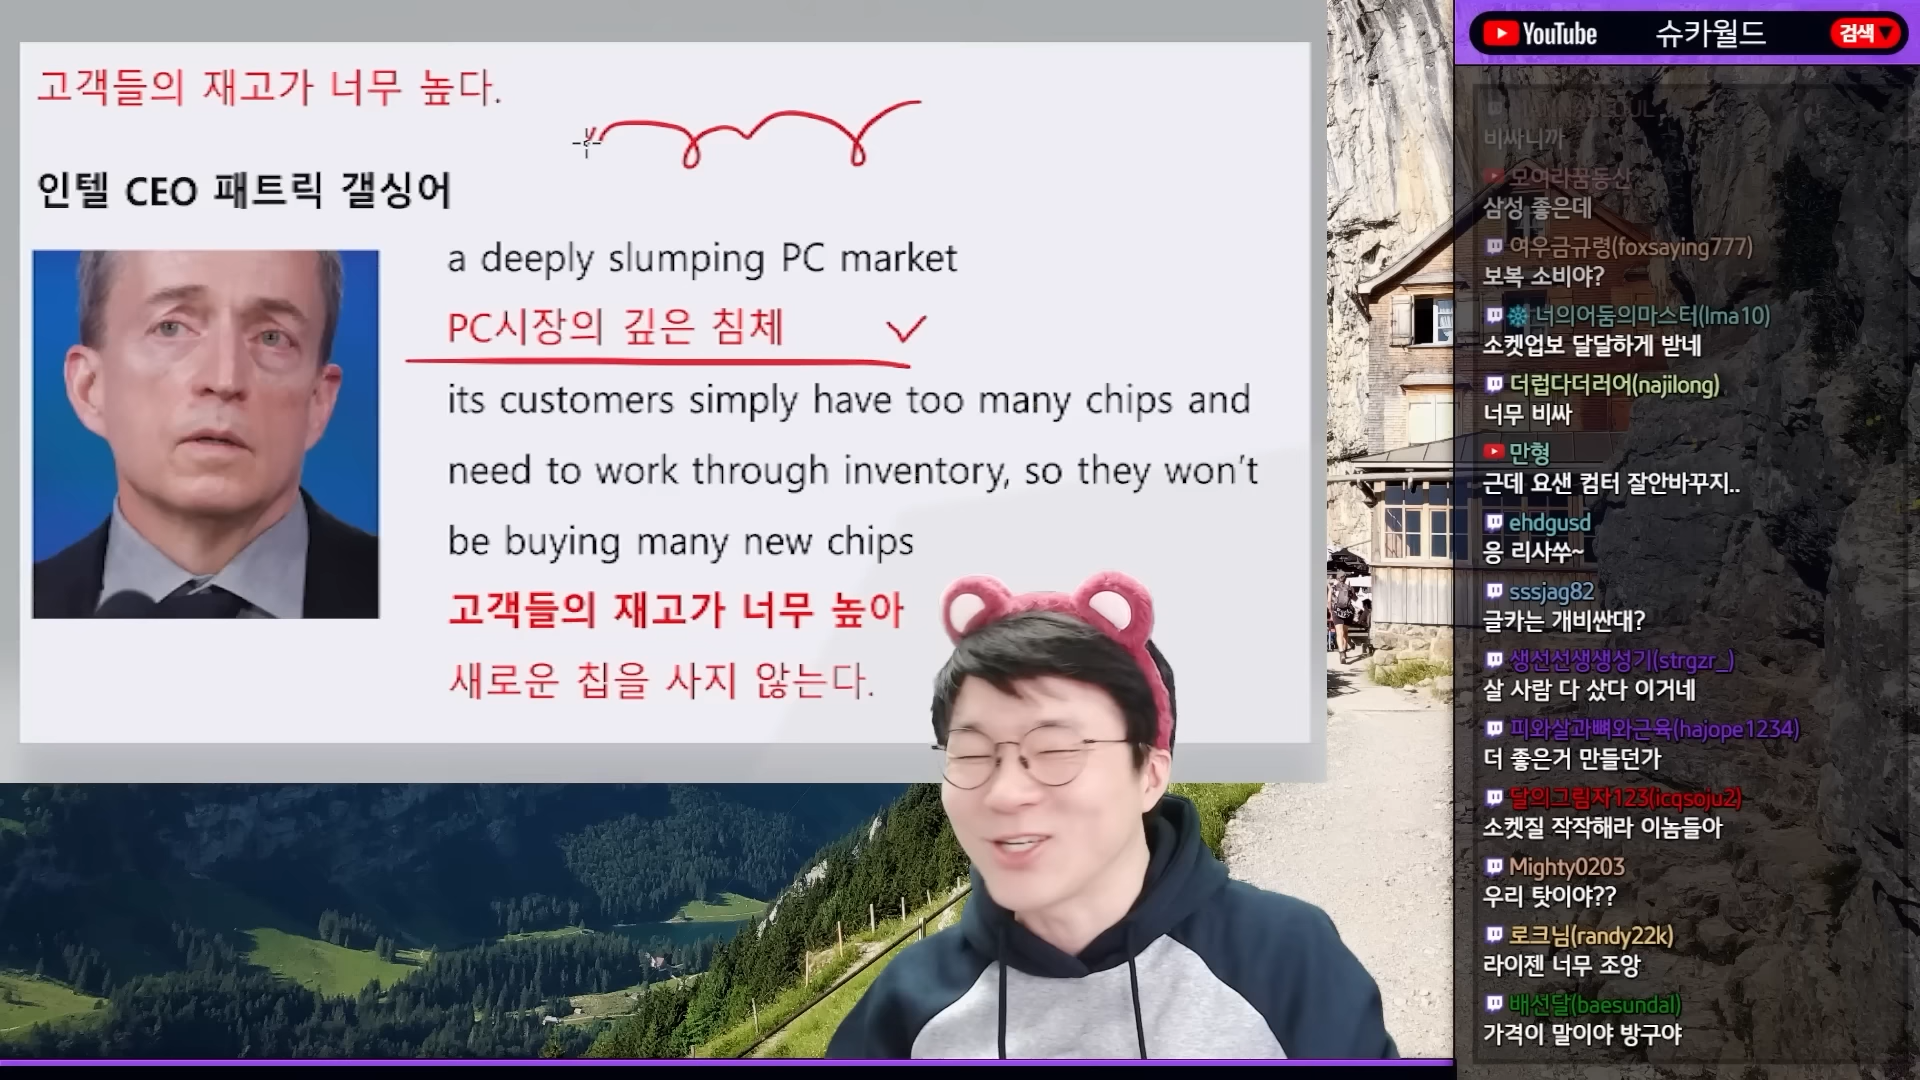 고객들의 재고가 너무 높다.
인텔 CEO 패트릭 갤싱어
a deeply slumping PC market
PC시장의 깊은 침체
its customers simply have too many chips and
need to work through inventory, so they won't
be buying many new chips
고객들의 재고가 너무 높아
새로운 칩을 사지 않는다.
YouTube 슈카월드 검색
비싸니까
모여라꿈동산
삼성 좋은데
여우금규령(foxsaying777)
보복 소비야?
너의어둠의마스터(lma10)
소켓업보 달달하게 받네
더럽다더러어(najilong)
너무 비싸
만형
근데 요샌 컴터 잘안바꾸지..
ehdgusd
응 리사쑤~
sssjag82
글카는 개비싼대?
생선선생생성기(strgzr_)
살 사람 다 샀다 이거네
피와살과뼈와근육(hajope1234)
더 좋은거 만들던가
달의그림자123(icqsoju2)
소켓질 작작해라 이놈들아
Mighty0203
우리 탓이야??
로크님(randy22k)
라이젠 너무 조앙
배선달(baesundal)
가격이 말이야 방구야